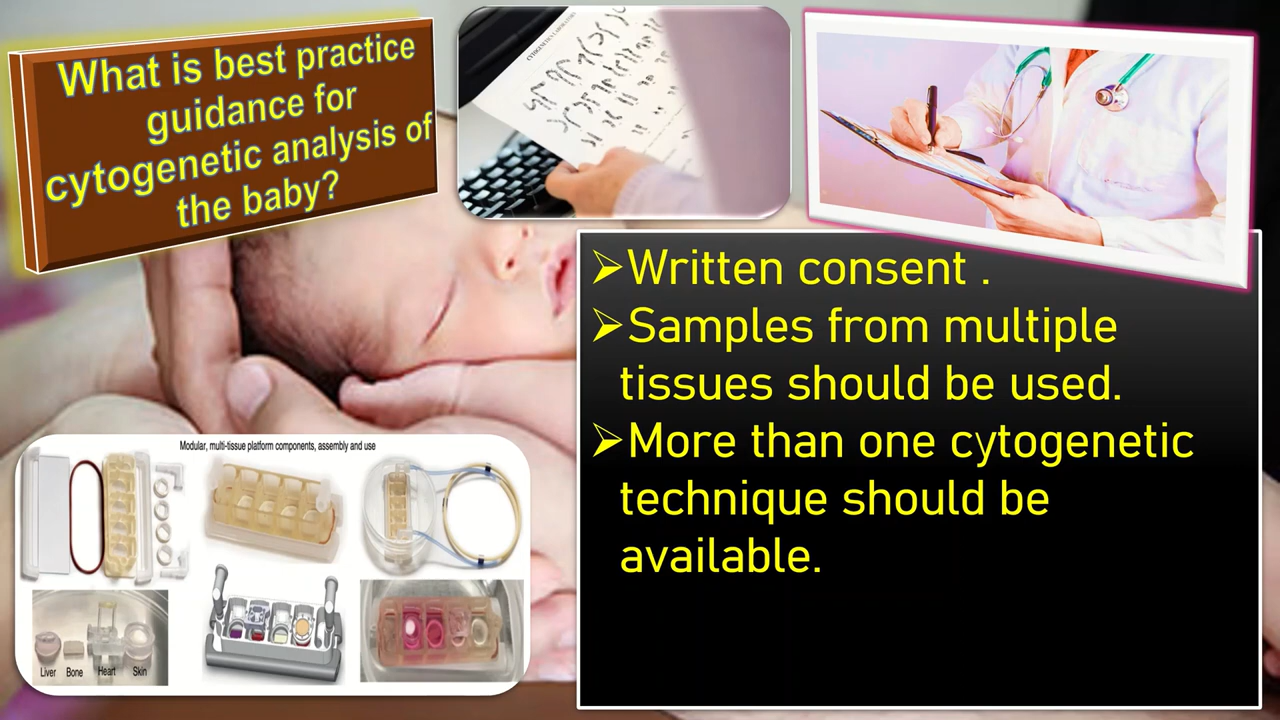 What is best practice
guidance for
cytogenetic analysis of
the baby?
➢Written consent .
➢Samples from multiple
tissues should be used.
➢More than one cytogenetic
technique should be
available.
Modular, multi-tissue platform components, assembly and use
Liver Bone Heart Skin